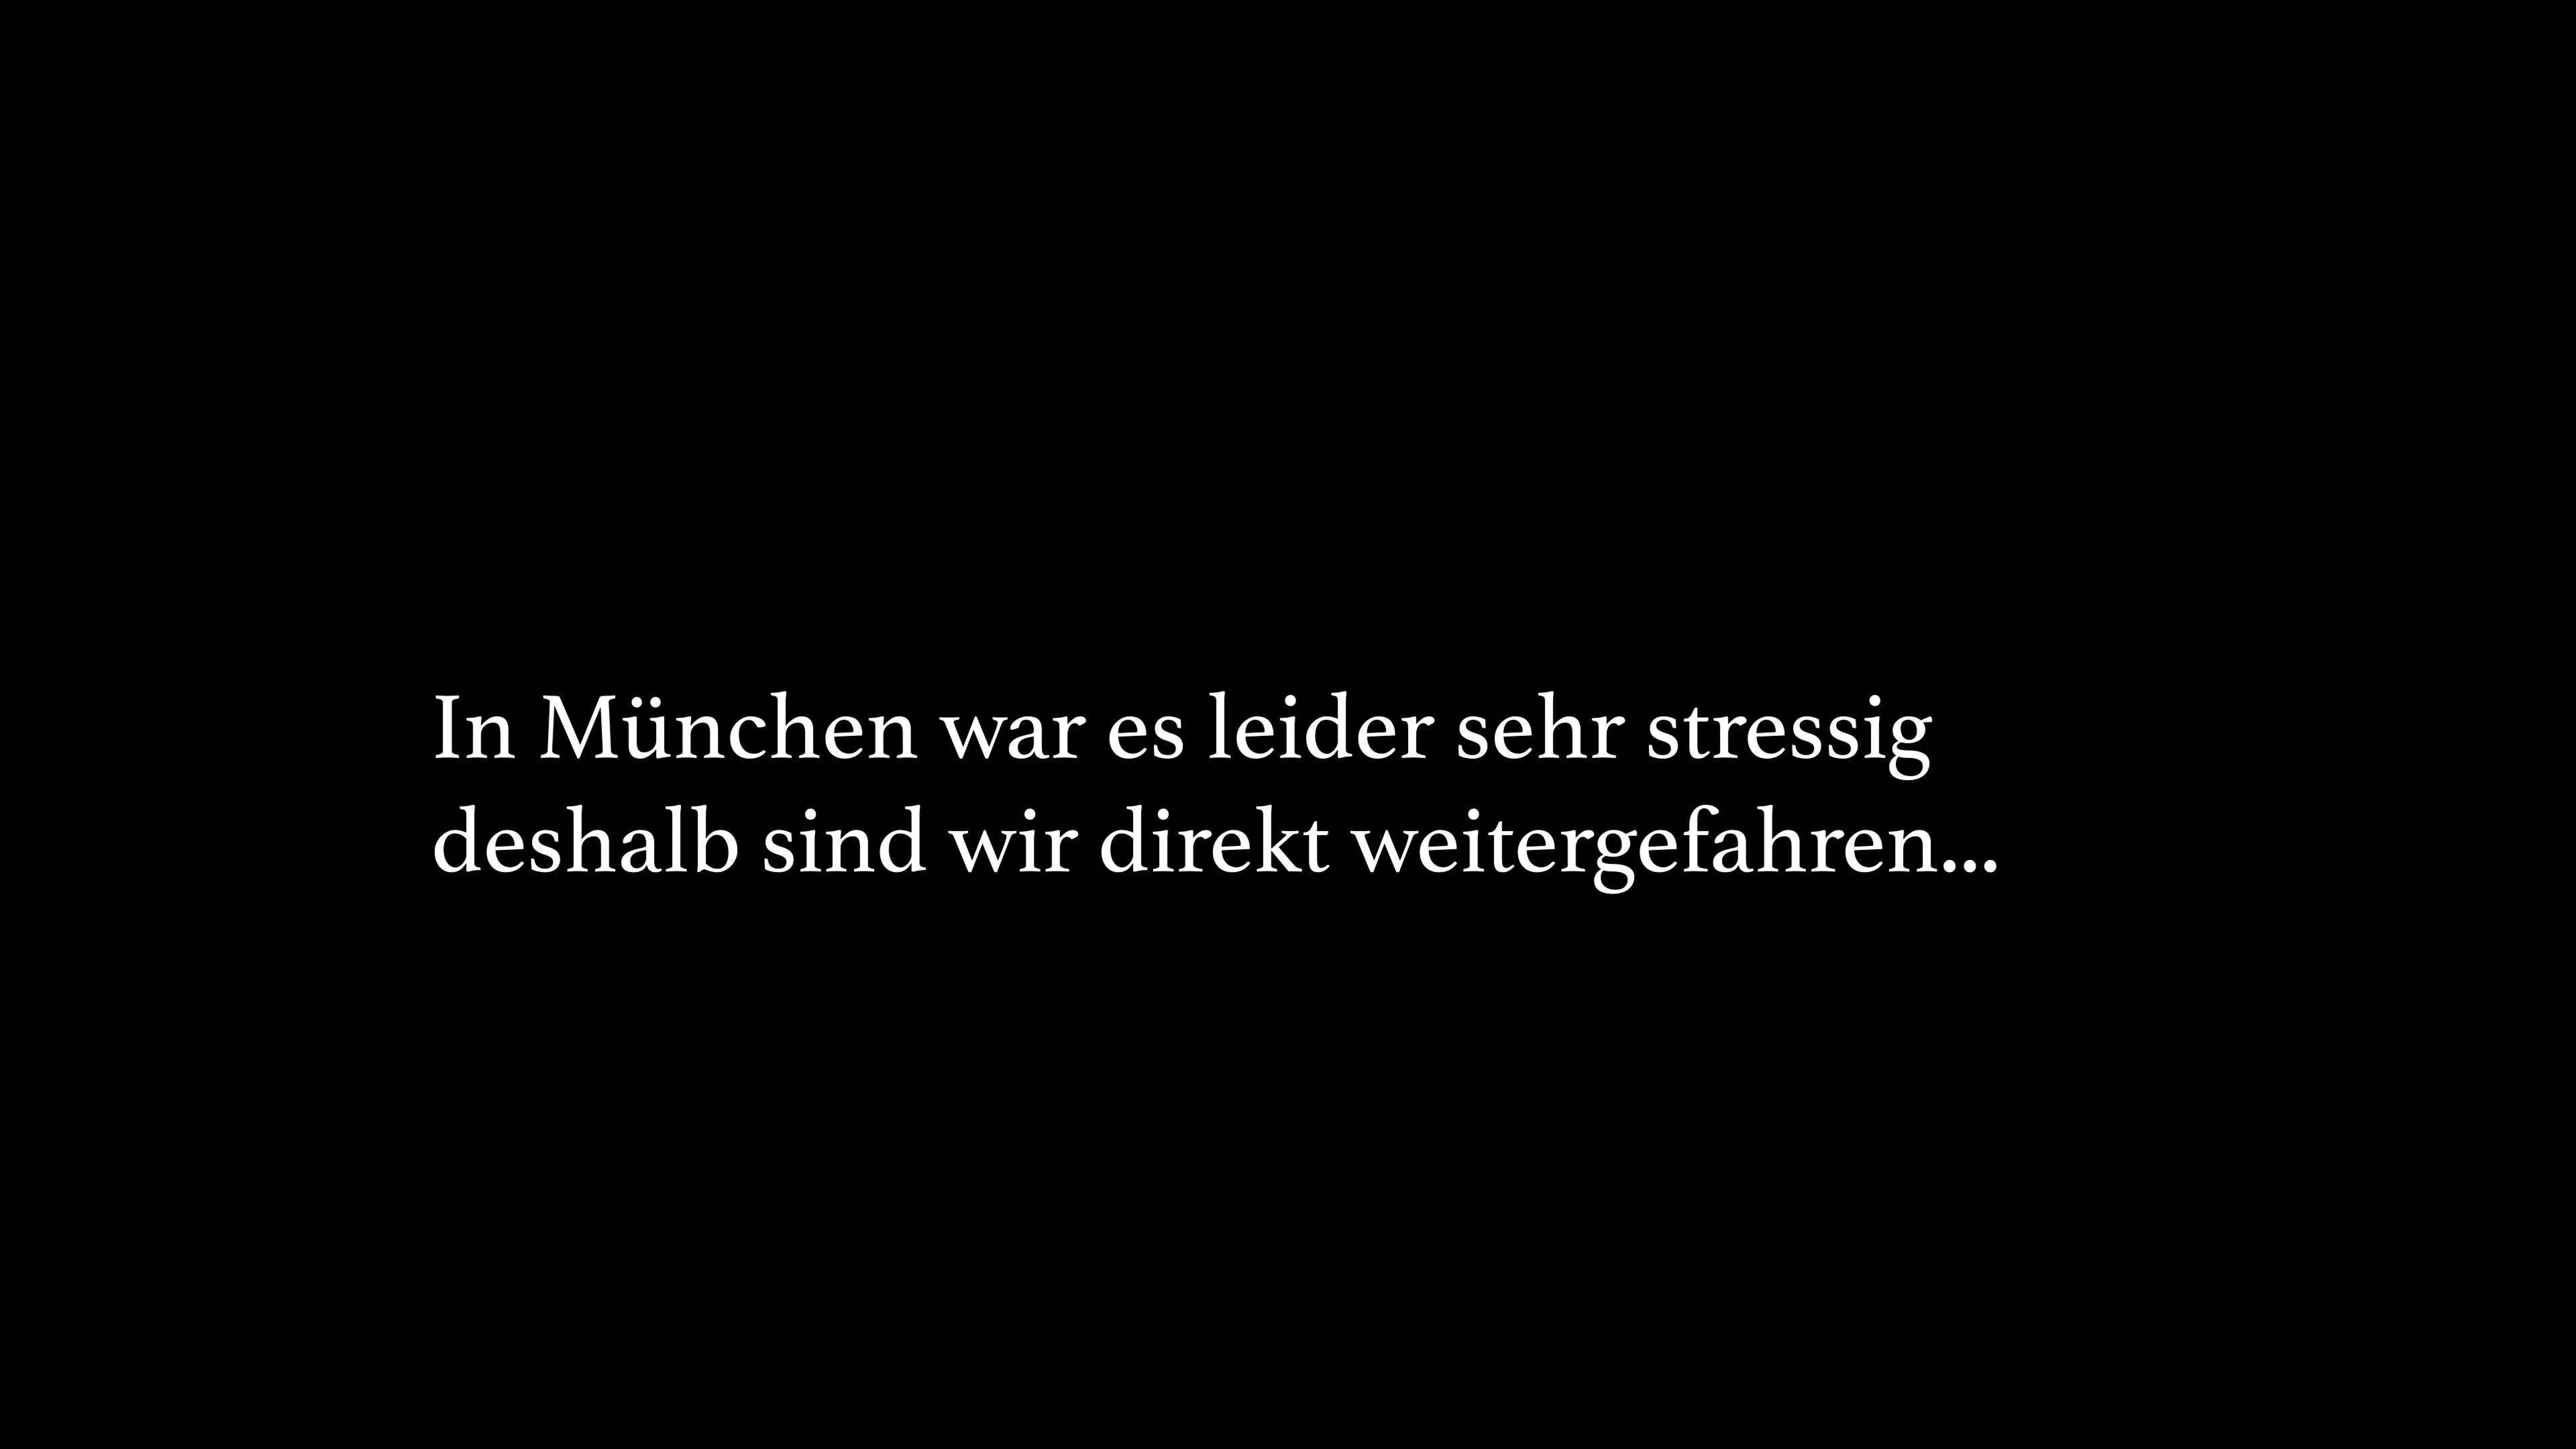 In München war es leider sehr stressig
deshalb sind wir direkt weitergefahren...